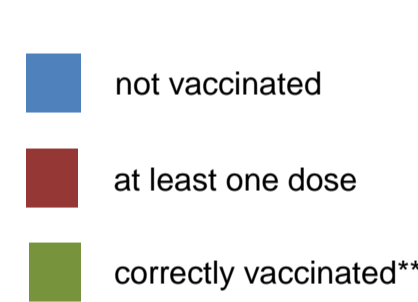 not vaccinated
at least one dose
correctly vaccinated**